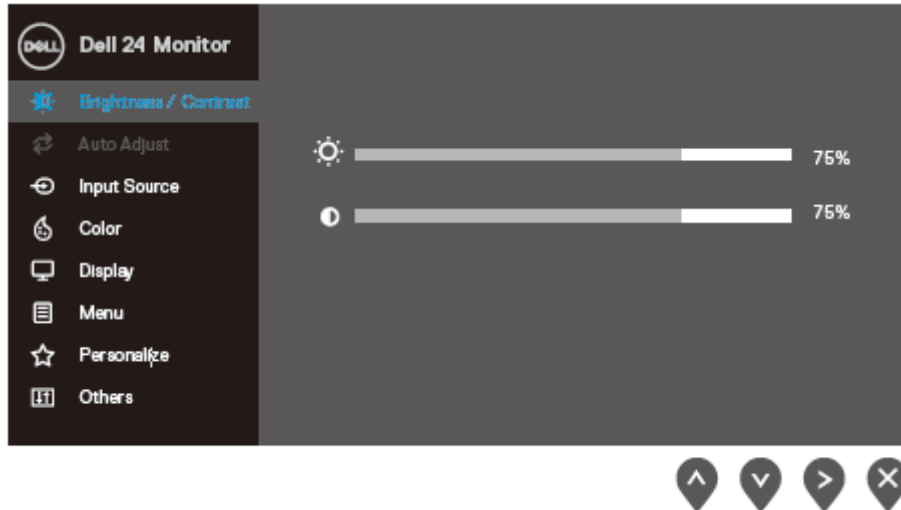 DELL Dell 24 Monitor
Brightness / Contrast
Auto Adjust
75%
Input Source
75%
Color
Display
Menu
Personalize
Others